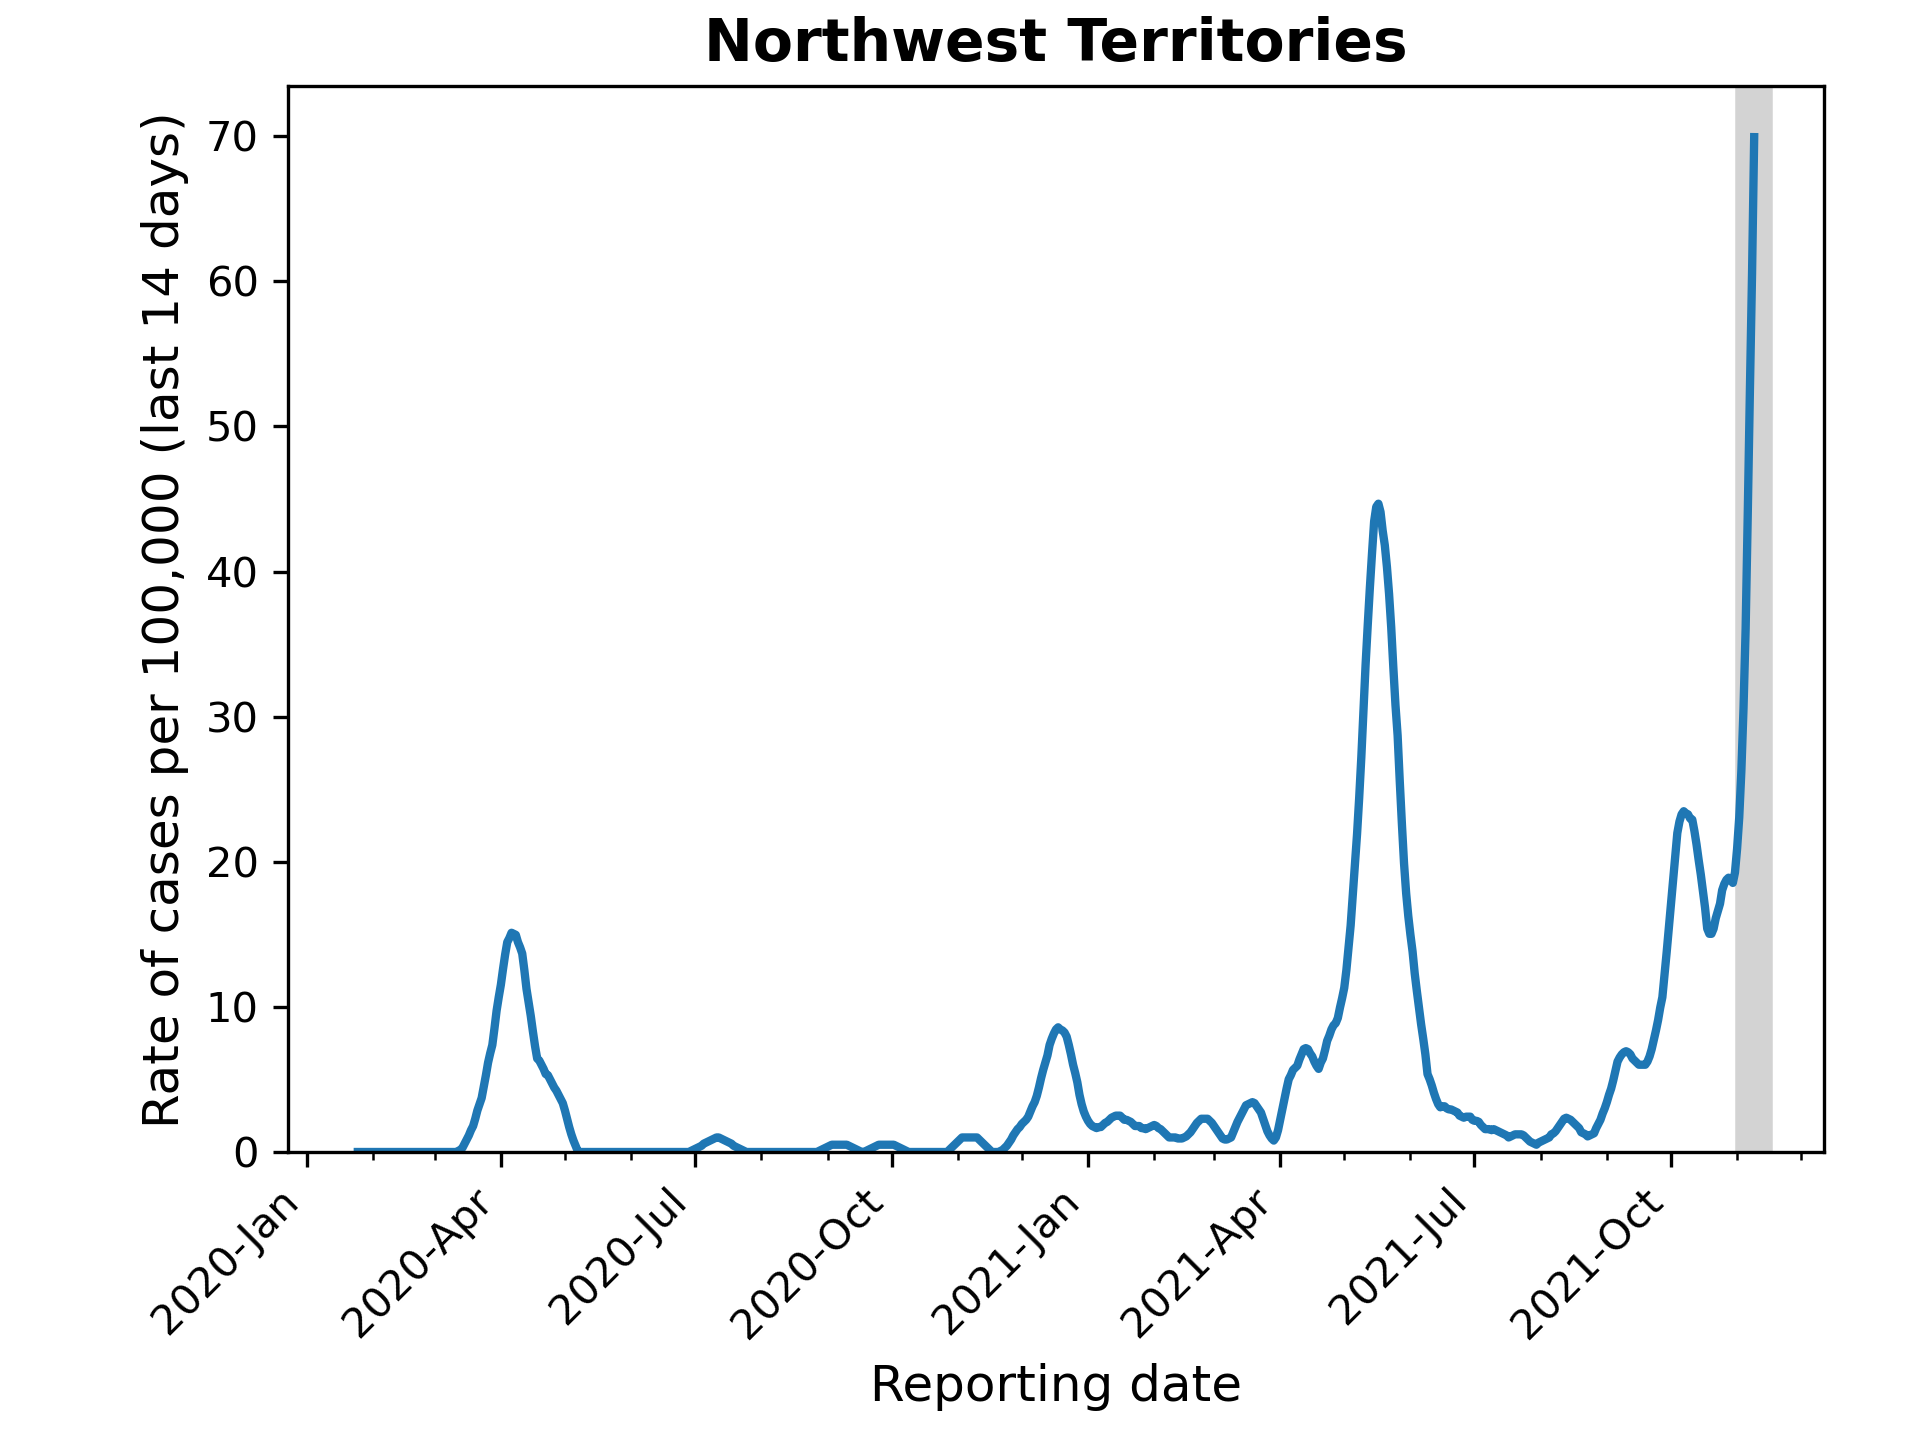 Northwest Territories
Rate of cases per 100,000 (last 14 days)
70
60
50
40
30
20
10
0
2020-Jan
2020-Apr
2020-Jul
2020-Oct
2021-Jan
2021-Apr
2021-Jul
2021-Oct
Reporting date